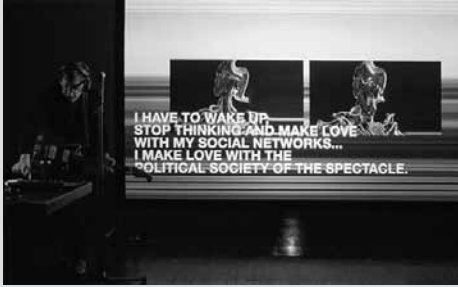 I HAVE TO WAKE UP,
STOP THINKING AND MAKE LOVE
WITH MY SOCIAL NETWORKS...
I MAKE LOVE WITH THE
POLITICAL SOCIETY OF THE SPECTACLE.